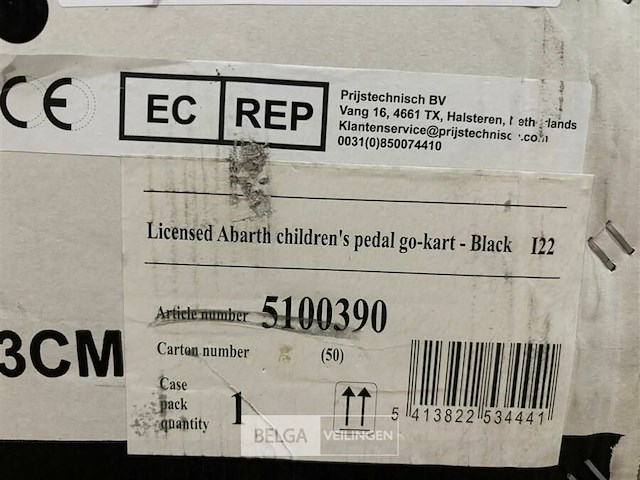 CE EC REP
Prijstechnisch BV
Vang 16, 4661 TX, Halsteren, Netherlands
Klantenservice@prijstechnisch.com
0031(0)850074410
Licensed Abarth children's pedal go-kart - Black I22
Article number 5100390
Carton number (50)
3CM
Case
pack
quantity 1
5 413822 534441
BELGA VEILINGEN